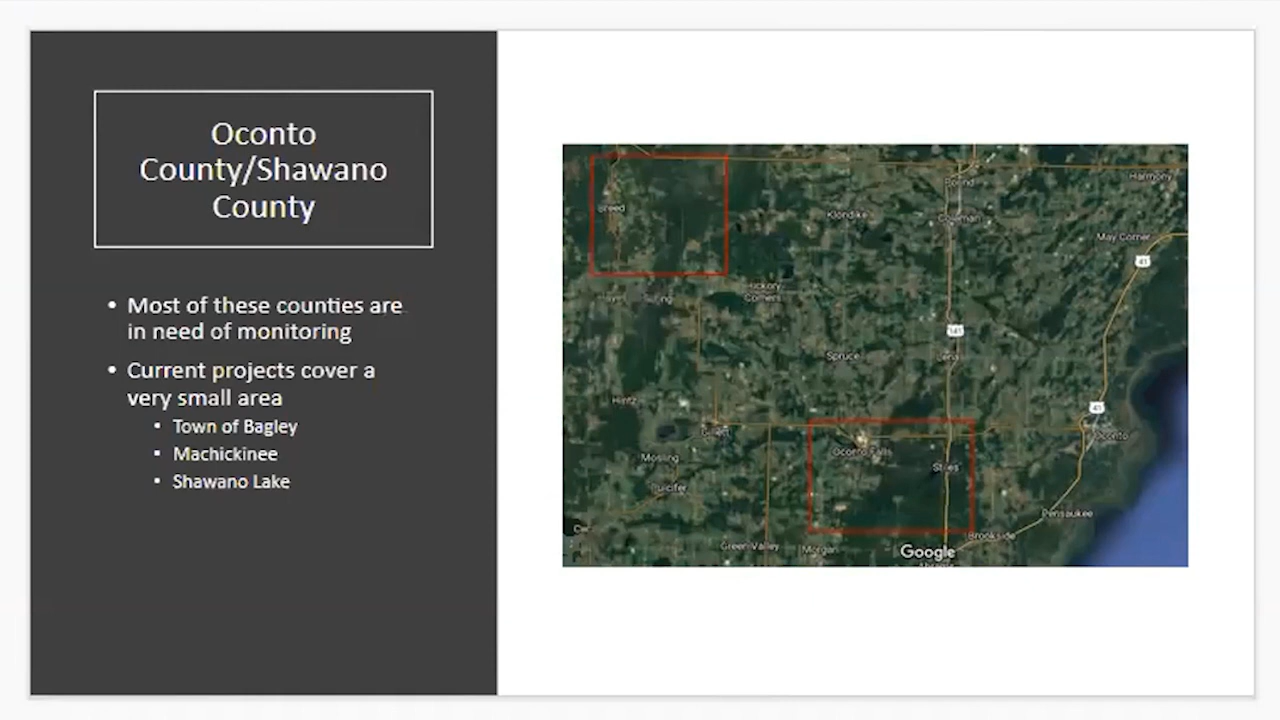 Oconto
County/Shawano
County
• Most of these counties are
in need of monitoring
• Current projects cover a
very small area
▪ Town of Bagley
▪ Machickinee
▪ Shawano Lake
Pound
Harmony
Breed
Klondike
Coleman
May Corner
41
Hickory
Corners
Hayes
Suring
141
Spruce
Lena
Hintz
41
Gillett
Oconto
Oconto Falls
Mosling
Stiles
Pulcifer
Pensaukee
Brookside
Green Valley
Morgan
Google
Abrams